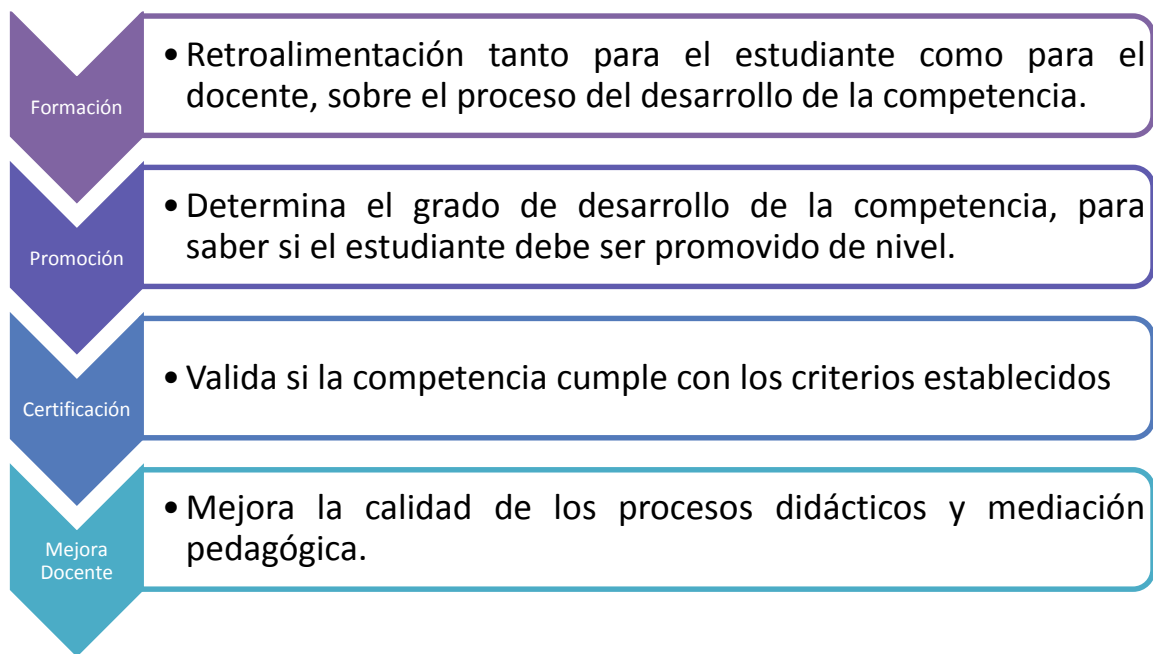 Formación
• Retroalimentación tanto para el estudiante como para el
docente, sobre el proceso del desarrollo de la competencia.
Promoción
• Determina el grado de desarrollo de la competencia, para
saber si el estudiante debe ser promovido de nivel.
Certificación
• Valida si la competencia cumple con los criterios establecidos
Mejora
Docente
• Mejora la calidad de los procesos didácticos y mediación
pedagógica.